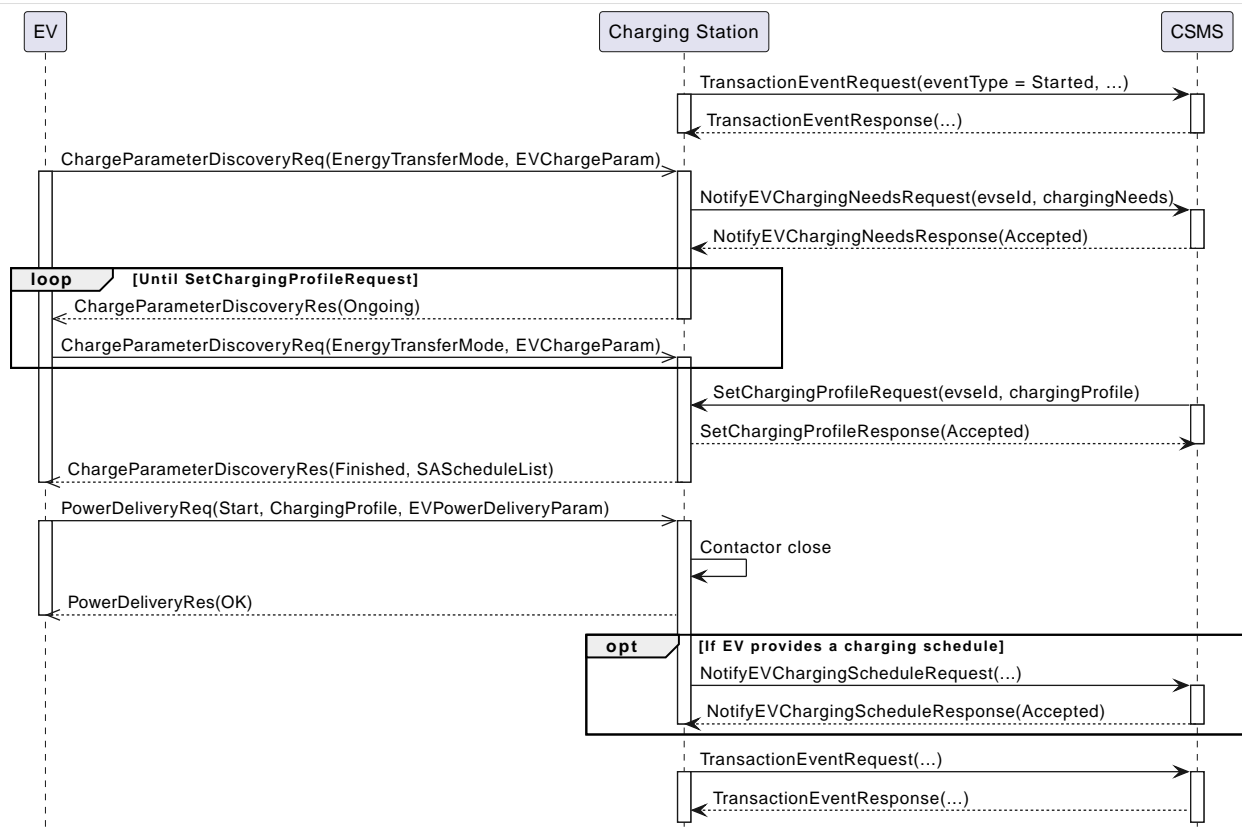 EV
Charging Station
CSMS
TransactionEventRequest(eventType = Started, ...)
TransactionEventResponse(...)
ChargeParameterDiscoveryReq(EnergyTransferMode, EVChargeParam)
NotifyEVChargingNeedsRequest(evseId, chargingNeeds)
NotifyEVChargingNeedsResponse(Accepted)
loop
[Until SetChargingProfileRequest]
ChargeParameterDiscoveryRes(Ongoing)
ChargeParameterDiscoveryReq(EnergyTransferMode, EVChargeParam)
SetChargingProfileRequest(evseId, chargingProfile)
SetChargingProfileResponse(Accepted)
ChargeParameterDiscoveryRes(Finished, SAScheduleList)
PowerDeliveryReq(Start, ChargingProfile, EVPowerDeliveryParam)
Contactor close
PowerDeliveryRes(OK)
opt
[If EV provides a charging schedule]
NotifyEVChargingScheduleRequest(...)
NotifyEVChargingScheduleResponse(Accepted)
TransactionEventRequest(...)
TransactionEventResponse(...)